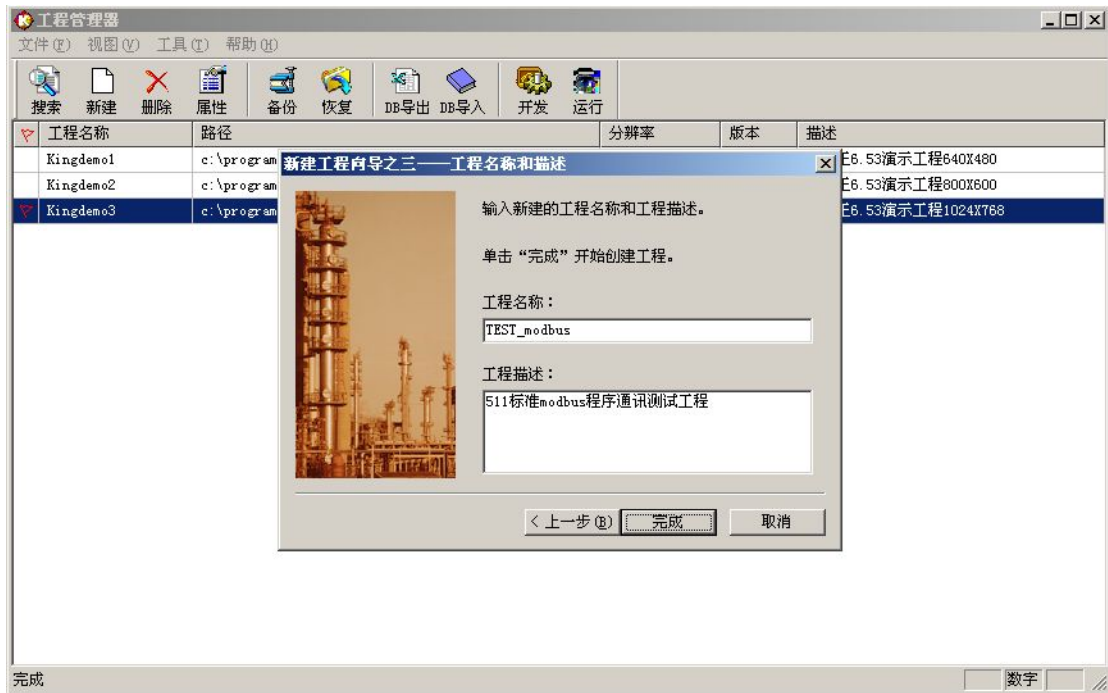 工程管理器
文件(F) 视图(V) 工具(T) 帮助(H)
搜索 新建 删除 属性 备份 恢复 DB导出 DB导入 开发 运行
工程名称 路径 分辨率 版本 描述
Kingdemo1 c:\program E6.53演示工程640X480
Kingdemo2 c:\program E6.53演示工程800X600
Kingdemo3 c:\program E6.53演示工程1024X768
新建工程向导之三——工程名称和描述
输入新建的工程名称和工程描述。
单击“完成”开始创建工程。
工程名称：
TEST_modbus
工程描述：
511标准modbus程序通讯测试工程
<上一步(B) 完成 取消
完成 数字